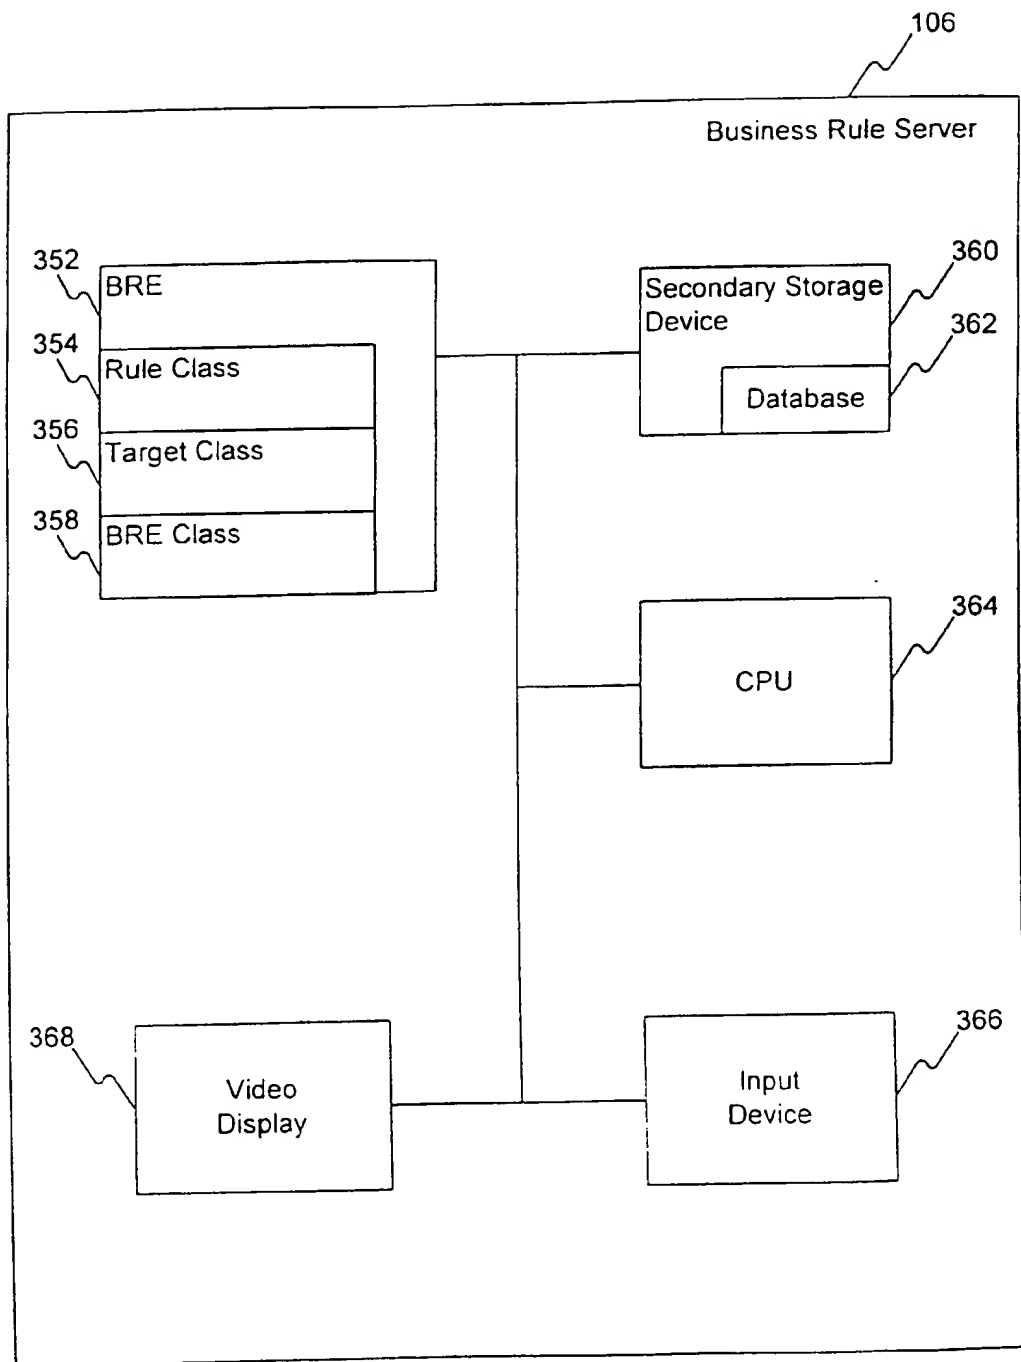 106
Business Rule Server
352
BRE
354
Rule Class
356
Target Class
358
BRE Class
360
Secondary Storage
Device
362
Database
364
CPU
368
Video
Display
366
Input
Device